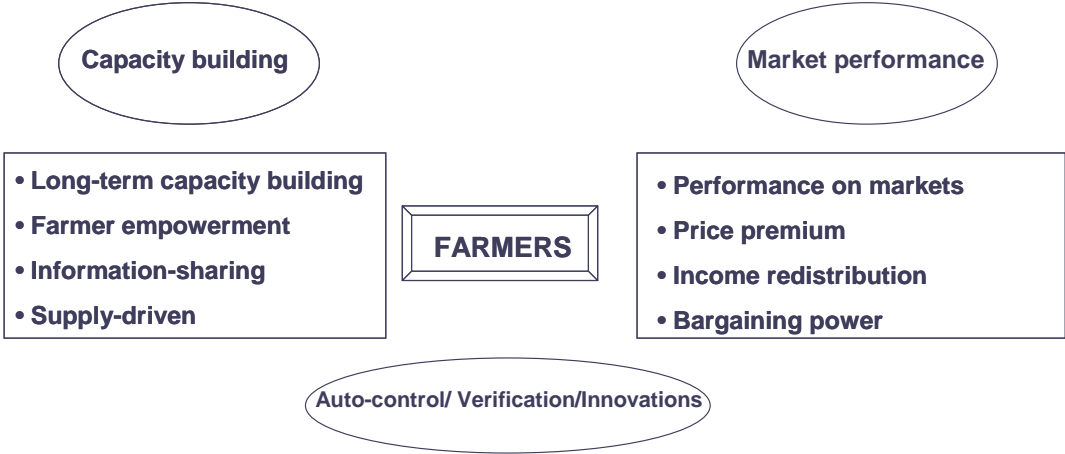 Capacity building
Market performance
• Long-term capacity building
• Farmer empowerment
• Information-sharing
• Supply-driven
FARMERS
• Performance on markets
• Price premium
• Income redistribution
• Bargaining power
Auto-control/ Verification/Innovations